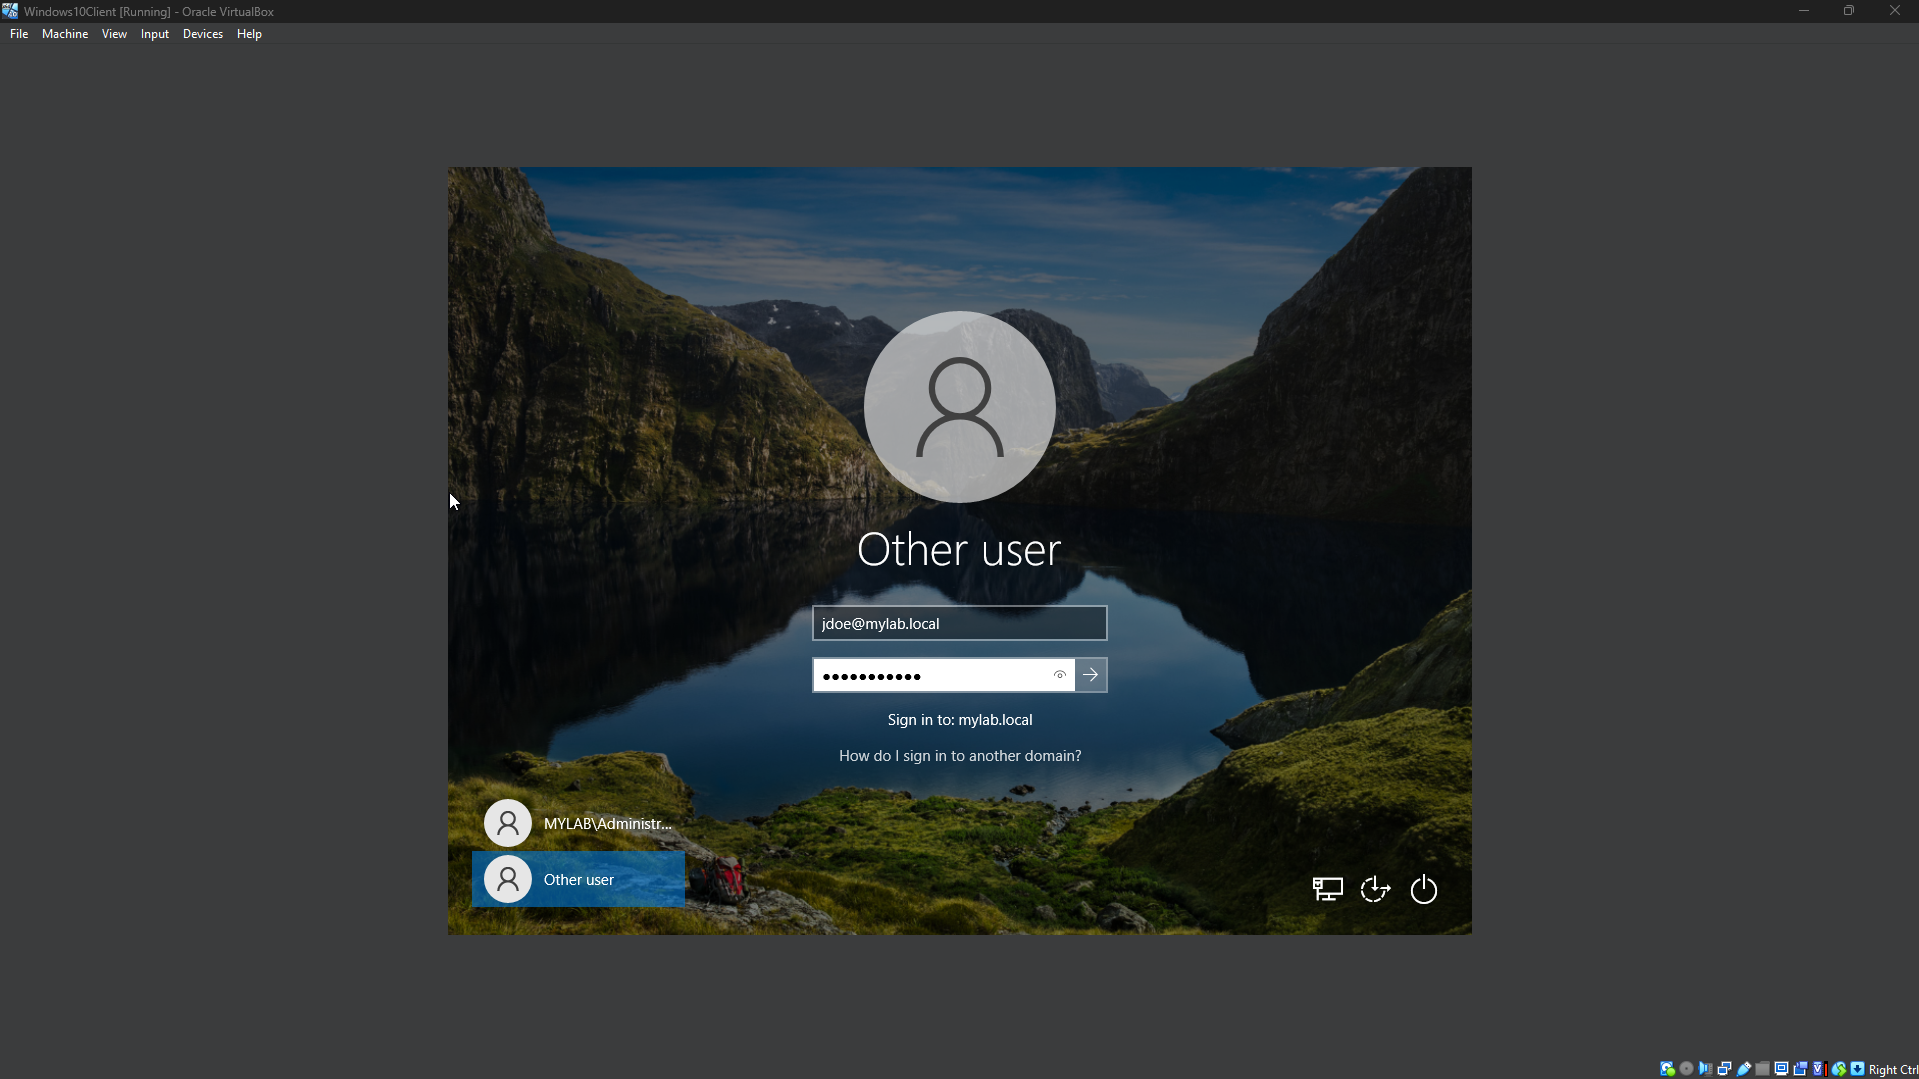 Windows10Client [Running] - Oracle VirtualBox
File Machine View Input Devices Help
Other user
jdoe@mylab.local
Sign in to: mylab.local
How do I sign in to another domain?
MYLAB\Administr...
Other user
Right Ctrl